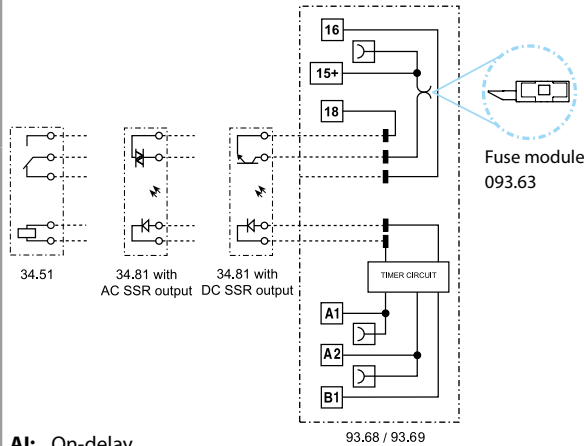 16
15+
18
Fuse module
093.63
34.51
34.81 with
AC SSR output
34.81 with
DC SSR output
TIMER CIRCUIT
A1
A2
B1
93.68 / 93.69
AI: On-delay